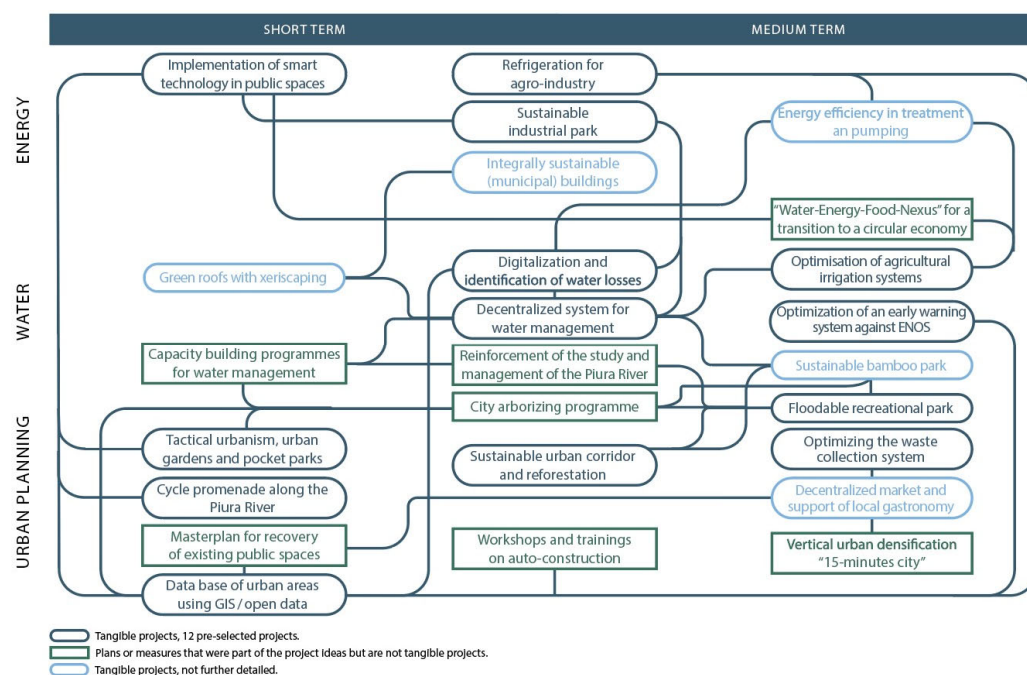 SHORT TERM
MEDIUM TERM
ENERGY
Implementation of smart
technology in public spaces
Refrigeration for
agro-industry
Sustainable
industrial park
Energy efficiency in treatment
an pumping
Integrally sustainable
(municipal) buildings
"Water-Energy-Food-Nexus" for a
transition to a circular economy
WATER
Green roofs with xeriscaping
Digitalization and
identification of water losses
Optimisation of agricultural
irrigation systems
Decentralized system for
water management
Optimization of an early warning
system against ENOS
Capacity building programmes
for water management
Reinforcement of the study and
management of the Piura River
Sustainable bamboo park
URBAN PLANNING
City arborizing programme
Floodable recreational park
Tactical urbanism, urban
gardens and pocket parks
Sustainable urban corridor
and reforestation
Optimizing the waste
collection system
Cycle promenade along the
Piura River
Decentralized market and
support of local gastronomy
Masterplan for recovery
of existing public spaces
Workshops and trainings
on auto-construction
Vertical urban densification
"15-minutes city"
Data base of urban areas
using GIS / open data
Tangible projects, 12 pre-selected projects.
Plans or measures that were part of the project ideas but are not tangible projects.
Tangible projects, not further detailed.